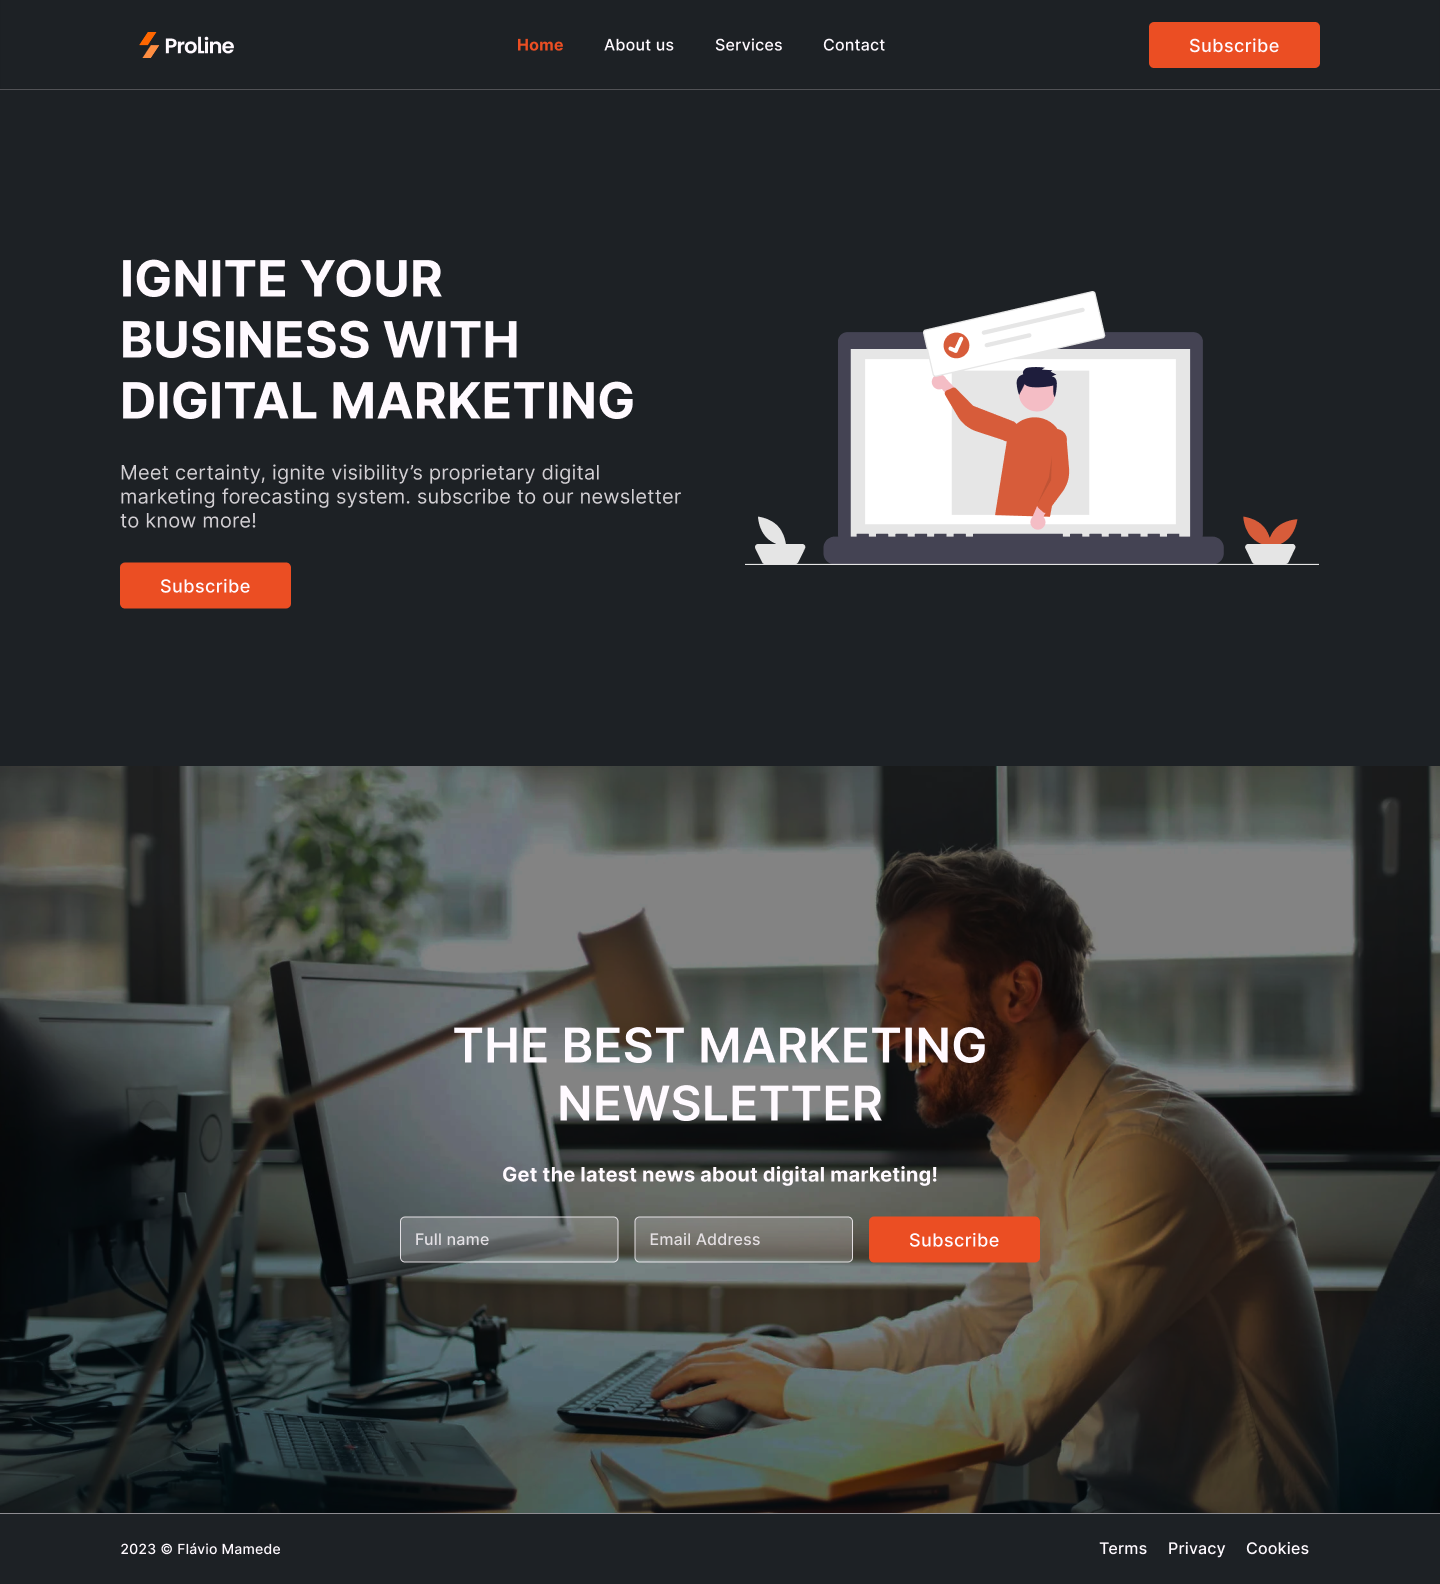 ProLine
Home
About us
Services
Contact
Subscribe
IGNITE YOUR
BUSINESS WITH
DIGITAL MARKETING
Meet certainty, ignite visibility’s proprietary digital
marketing forecasting system. subscribe to our newsletter
to know more!
Subscribe
THE BEST MARKETING
NEWSLETTER
Get the latest news about digital marketing!
Full name
Email Address
Subscribe
2023 © Flávio Mamede
Terms
Privacy
Cookies